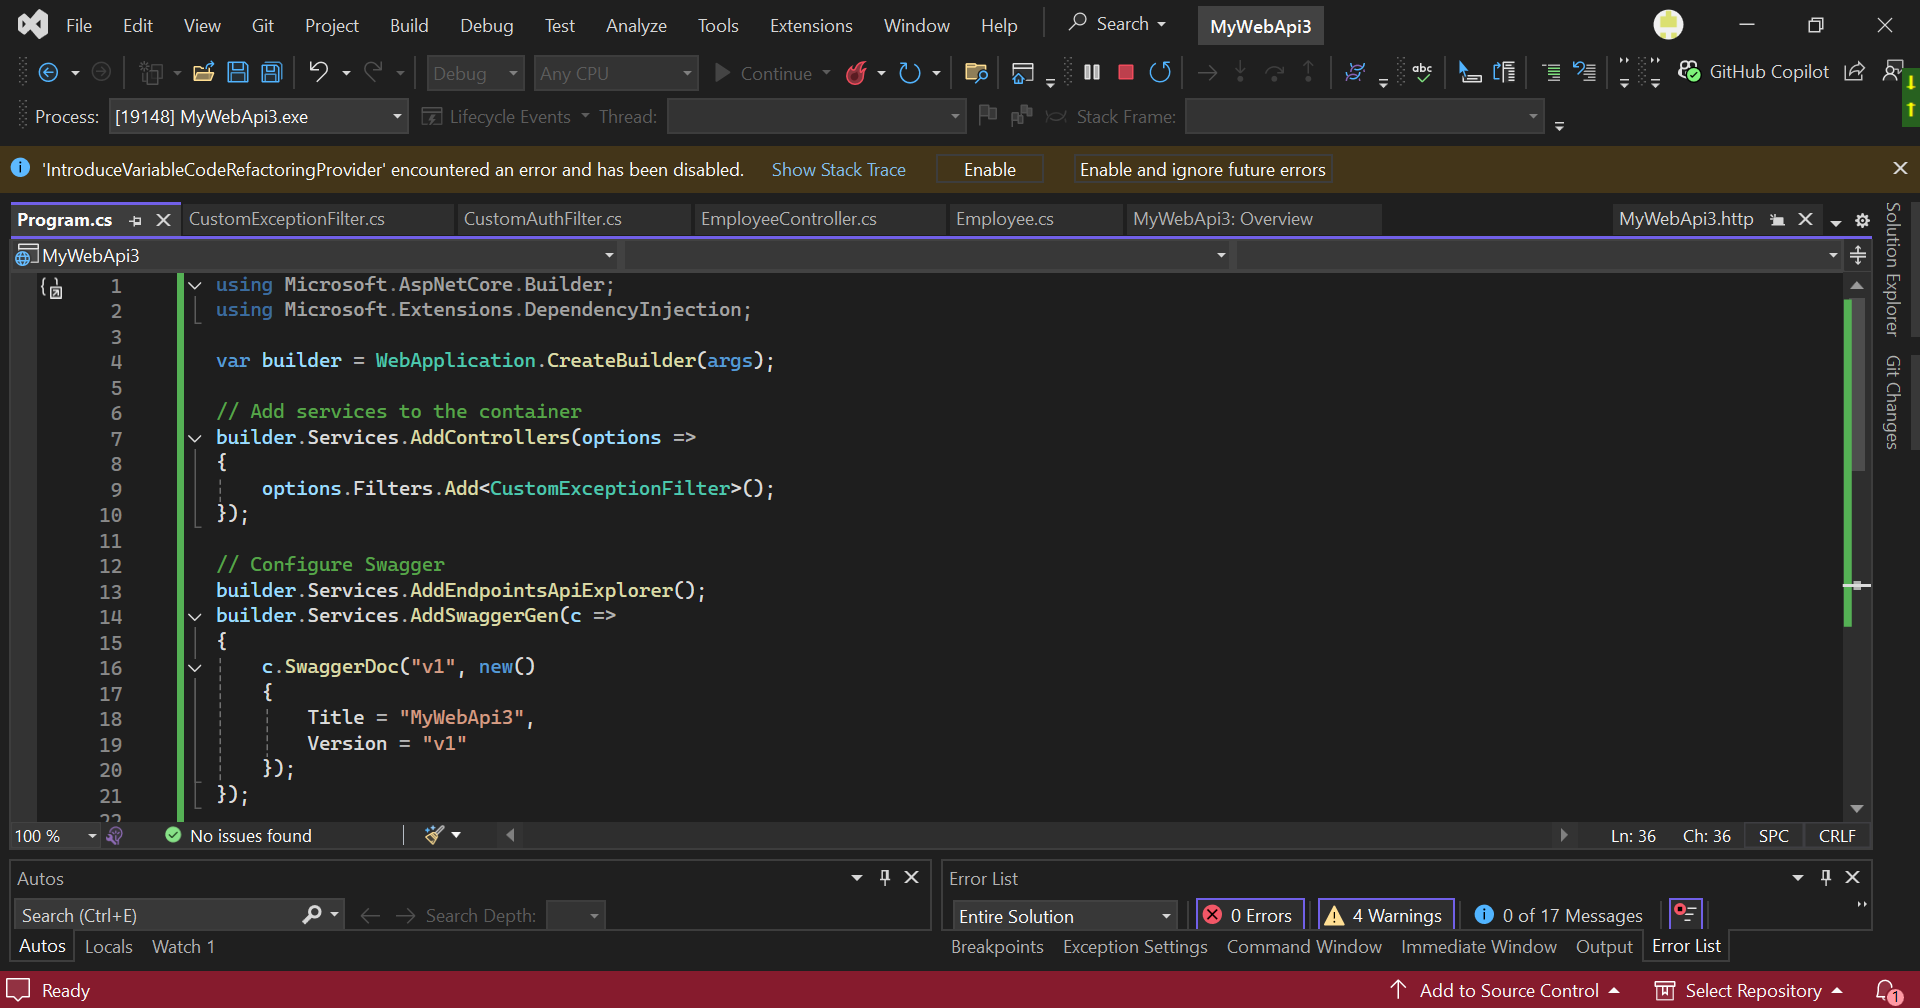 File Edit View Git Project Build Debug Test Analyze Tools Extensions Window Help Search MyWebApi3
Debug Any CPU Continue GitHub Copilot
Process: [19148] MyWebApi3.exe Lifecycle Events Thread: Stack Frame:
'IntroduceVariableCodeRefactoringProvider' encountered an error and has been disabled. Show Stack Trace Enable Enable and ignore future errors
Program.cs CustomExceptionFilter.cs CustomAuthFilter.cs EmployeeController.cs Employee.cs MyWebApi3: Overview MyWebApi3.http
MyWebApi3
1 using Microsoft.AspNetCore.Builder;
2 using Microsoft.Extensions.DependencyInjection;
3
4 var builder = WebApplication.CreateBuilder(args);
5
6 // Add services to the container
7 builder.Services.AddControllers(options =>
8 {
9 options.Filters.Add<CustomExceptionFilter>();
10 });
11
12 // Configure Swagger
13 builder.Services.AddEndpointsApiExplorer();
14 builder.Services.AddSwaggerGen(c =>
15 {
16 c.SwaggerDoc("v1", new()
17 {
18 Title = "MyWebApi3",
19 Version = "v1"
20 });
21 });
22
Solution Explorer
Git Changes
100 % No issues found Ln: 36 Ch: 36 SPC CRLF
Autos
Search (Ctrl+E) Search Depth:
Autos Locals Watch 1
Error List
Entire Solution 0 Errors 4 Warnings 0 of 17 Messages
Breakpoints Exception Settings Command Window Immediate Window Output Error List
Ready Add to Source Control Select Repository 1